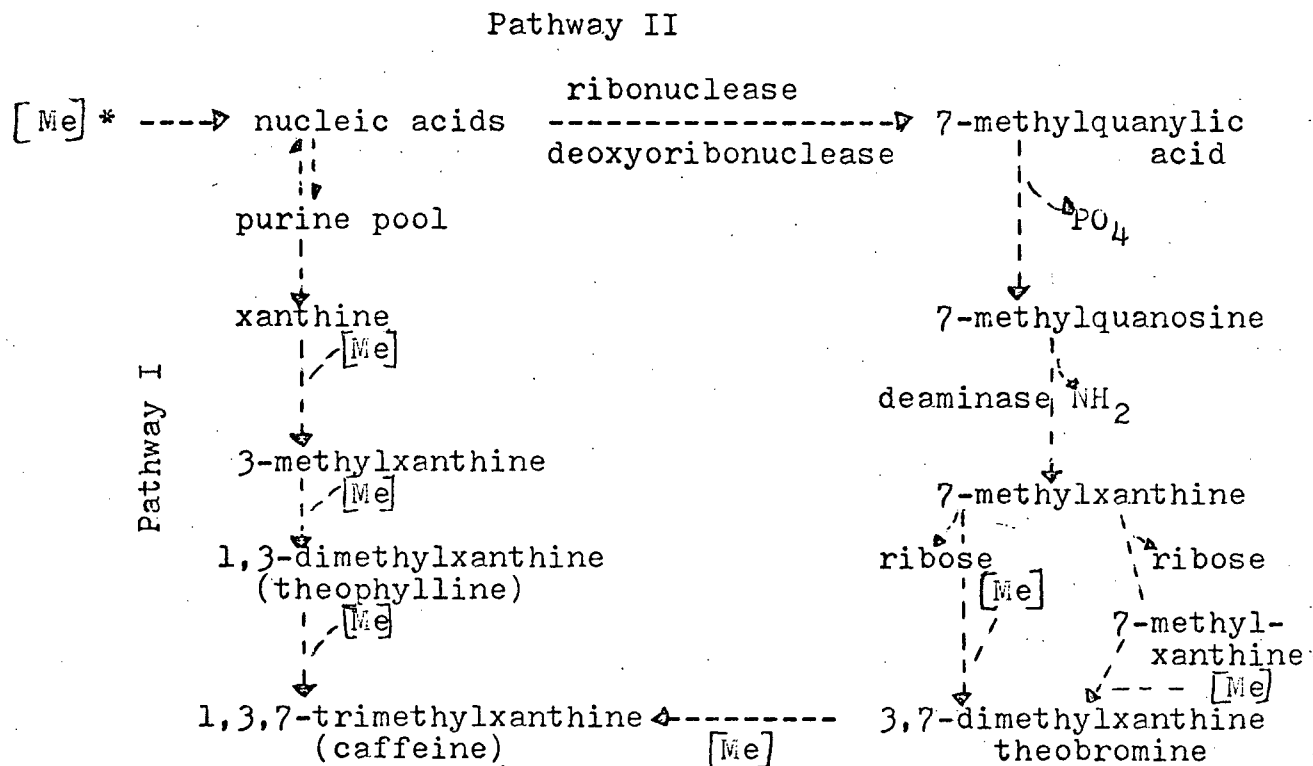 Pathway II
[Me]* nucleic acids ribonuclease 7-methylquanylic
deoxyoribonuclease acid
purine pool PO4
xanthine 7-methylquanosine
[Me]
Pathway I
deaminase NH2
3-methylxanthine
[Me] 7-methylxanthine
1,3-dimethylxanthine ribose ribose
(theophylline) [Me]
[Me] 7-methyl-
xanthine
[Me]
1,3,7-trimethylxanthine 3,7-dimethylxanthine
(caffeine) [Me] theobromine